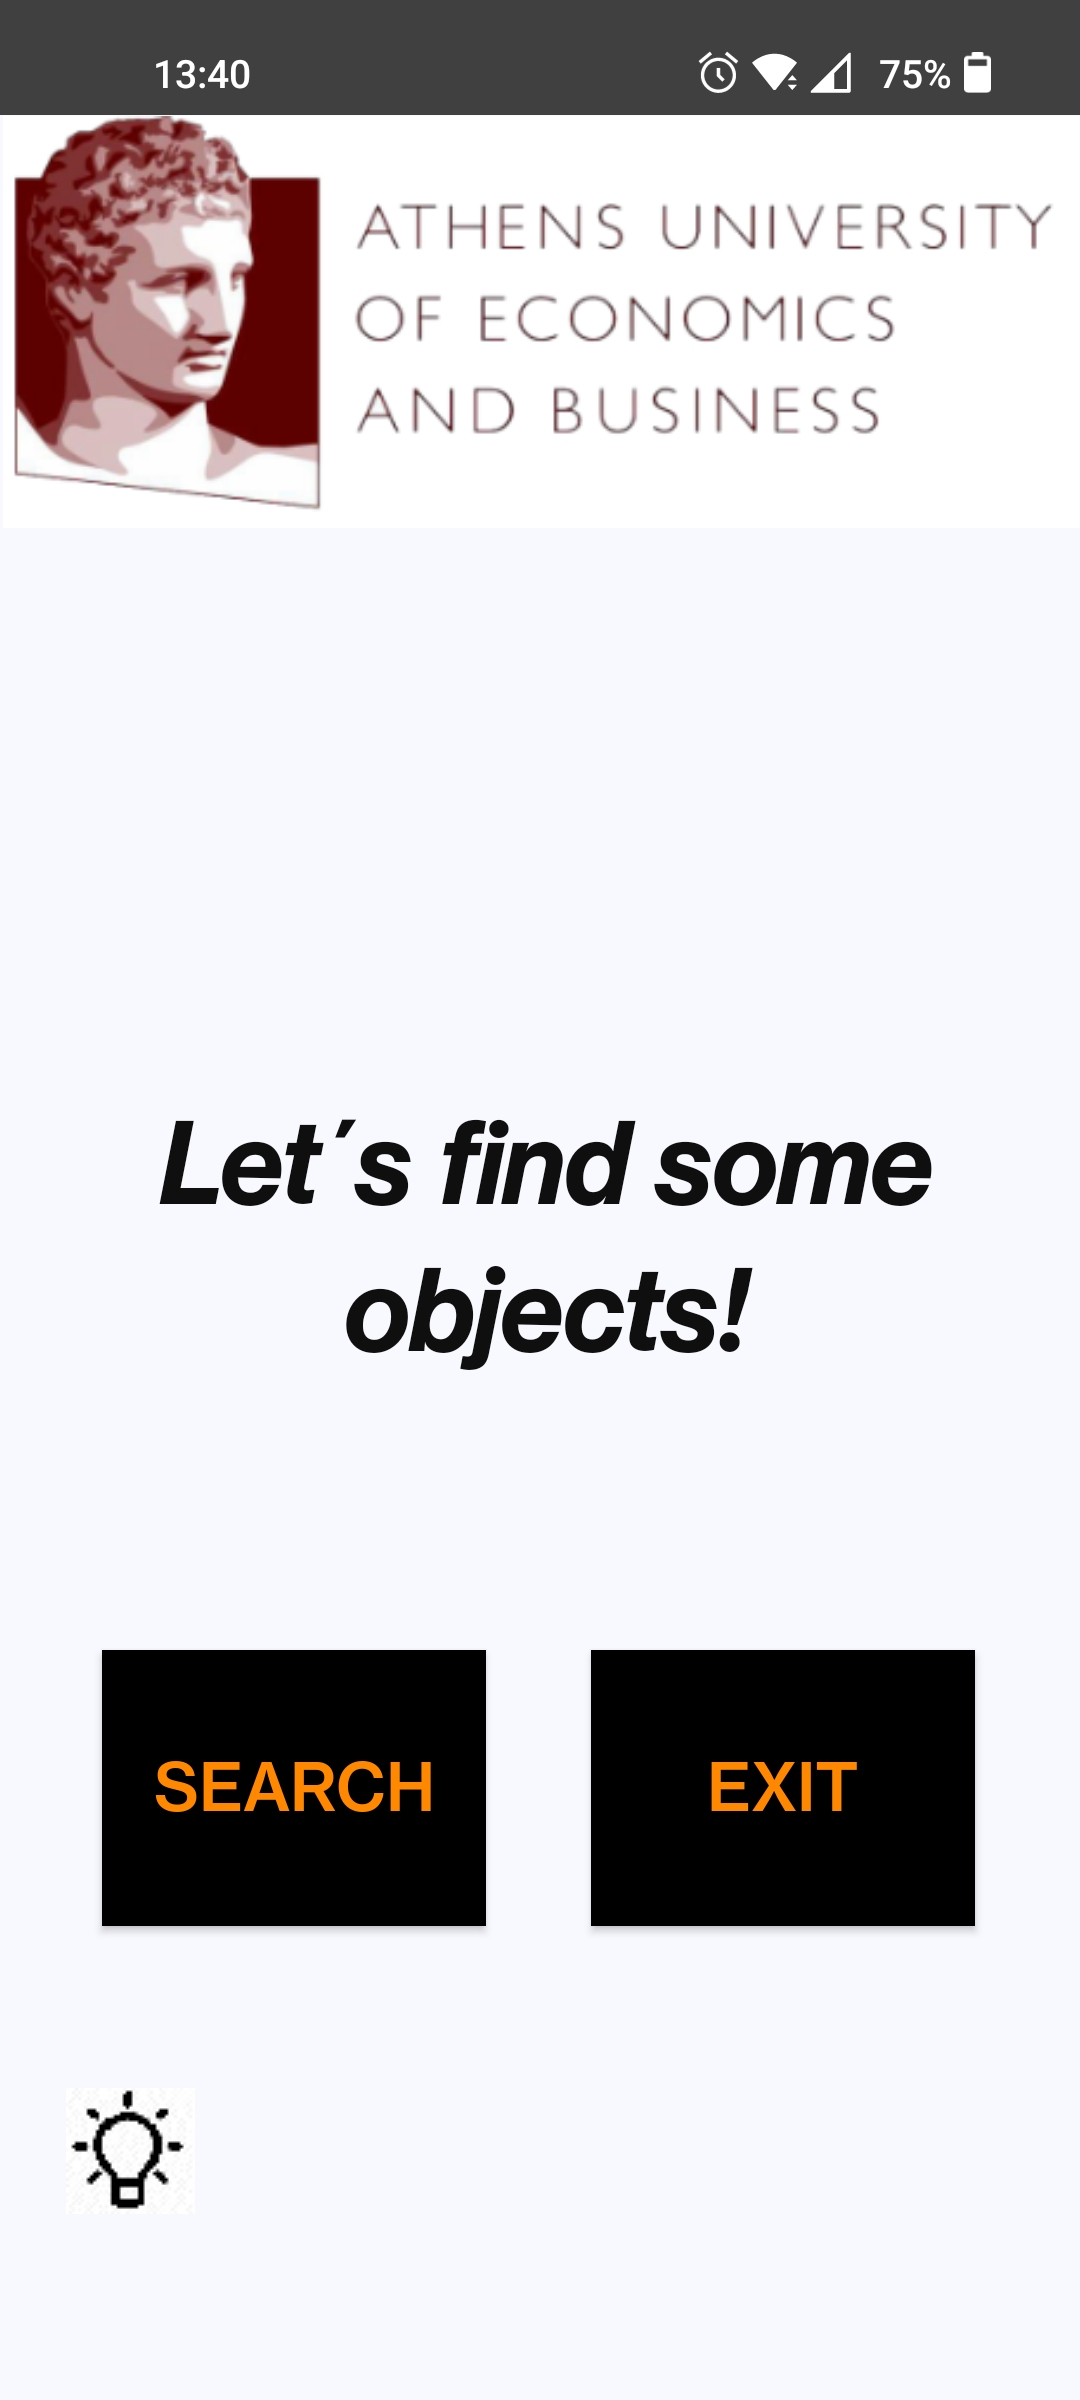 13:40
75%
ATHENS UNIVERSITY
OF ECONOMICS
AND BUSINESS
Let´s find some
objects!
SEARCH
EXIT